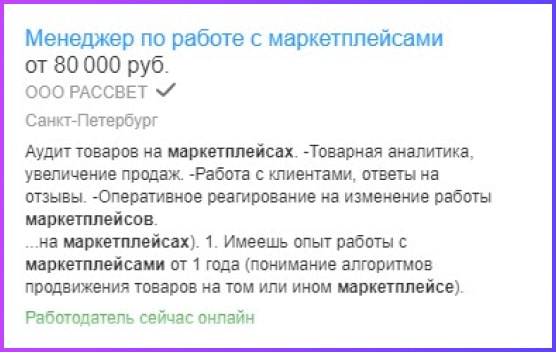 Менеджер по работе с маркетплейсами
от 80 000 руб.
ООО РАССВЕТ
Санкт-Петербург
Аудит товаров на маркетплейсах. -Товарная аналитика,
увеличение продаж. -Работа с клиентами, ответы на
отзывы. -Оперативное реагирование на изменение работы
маркетплейсов.
...на маркетплейсах). 1. Имеешь опыт работы с
маркетплейсами от 1 года (понимание алгоритмов
продвижения товаров на том или ином маркетплейсе).
Работодатель сейчас онлайн